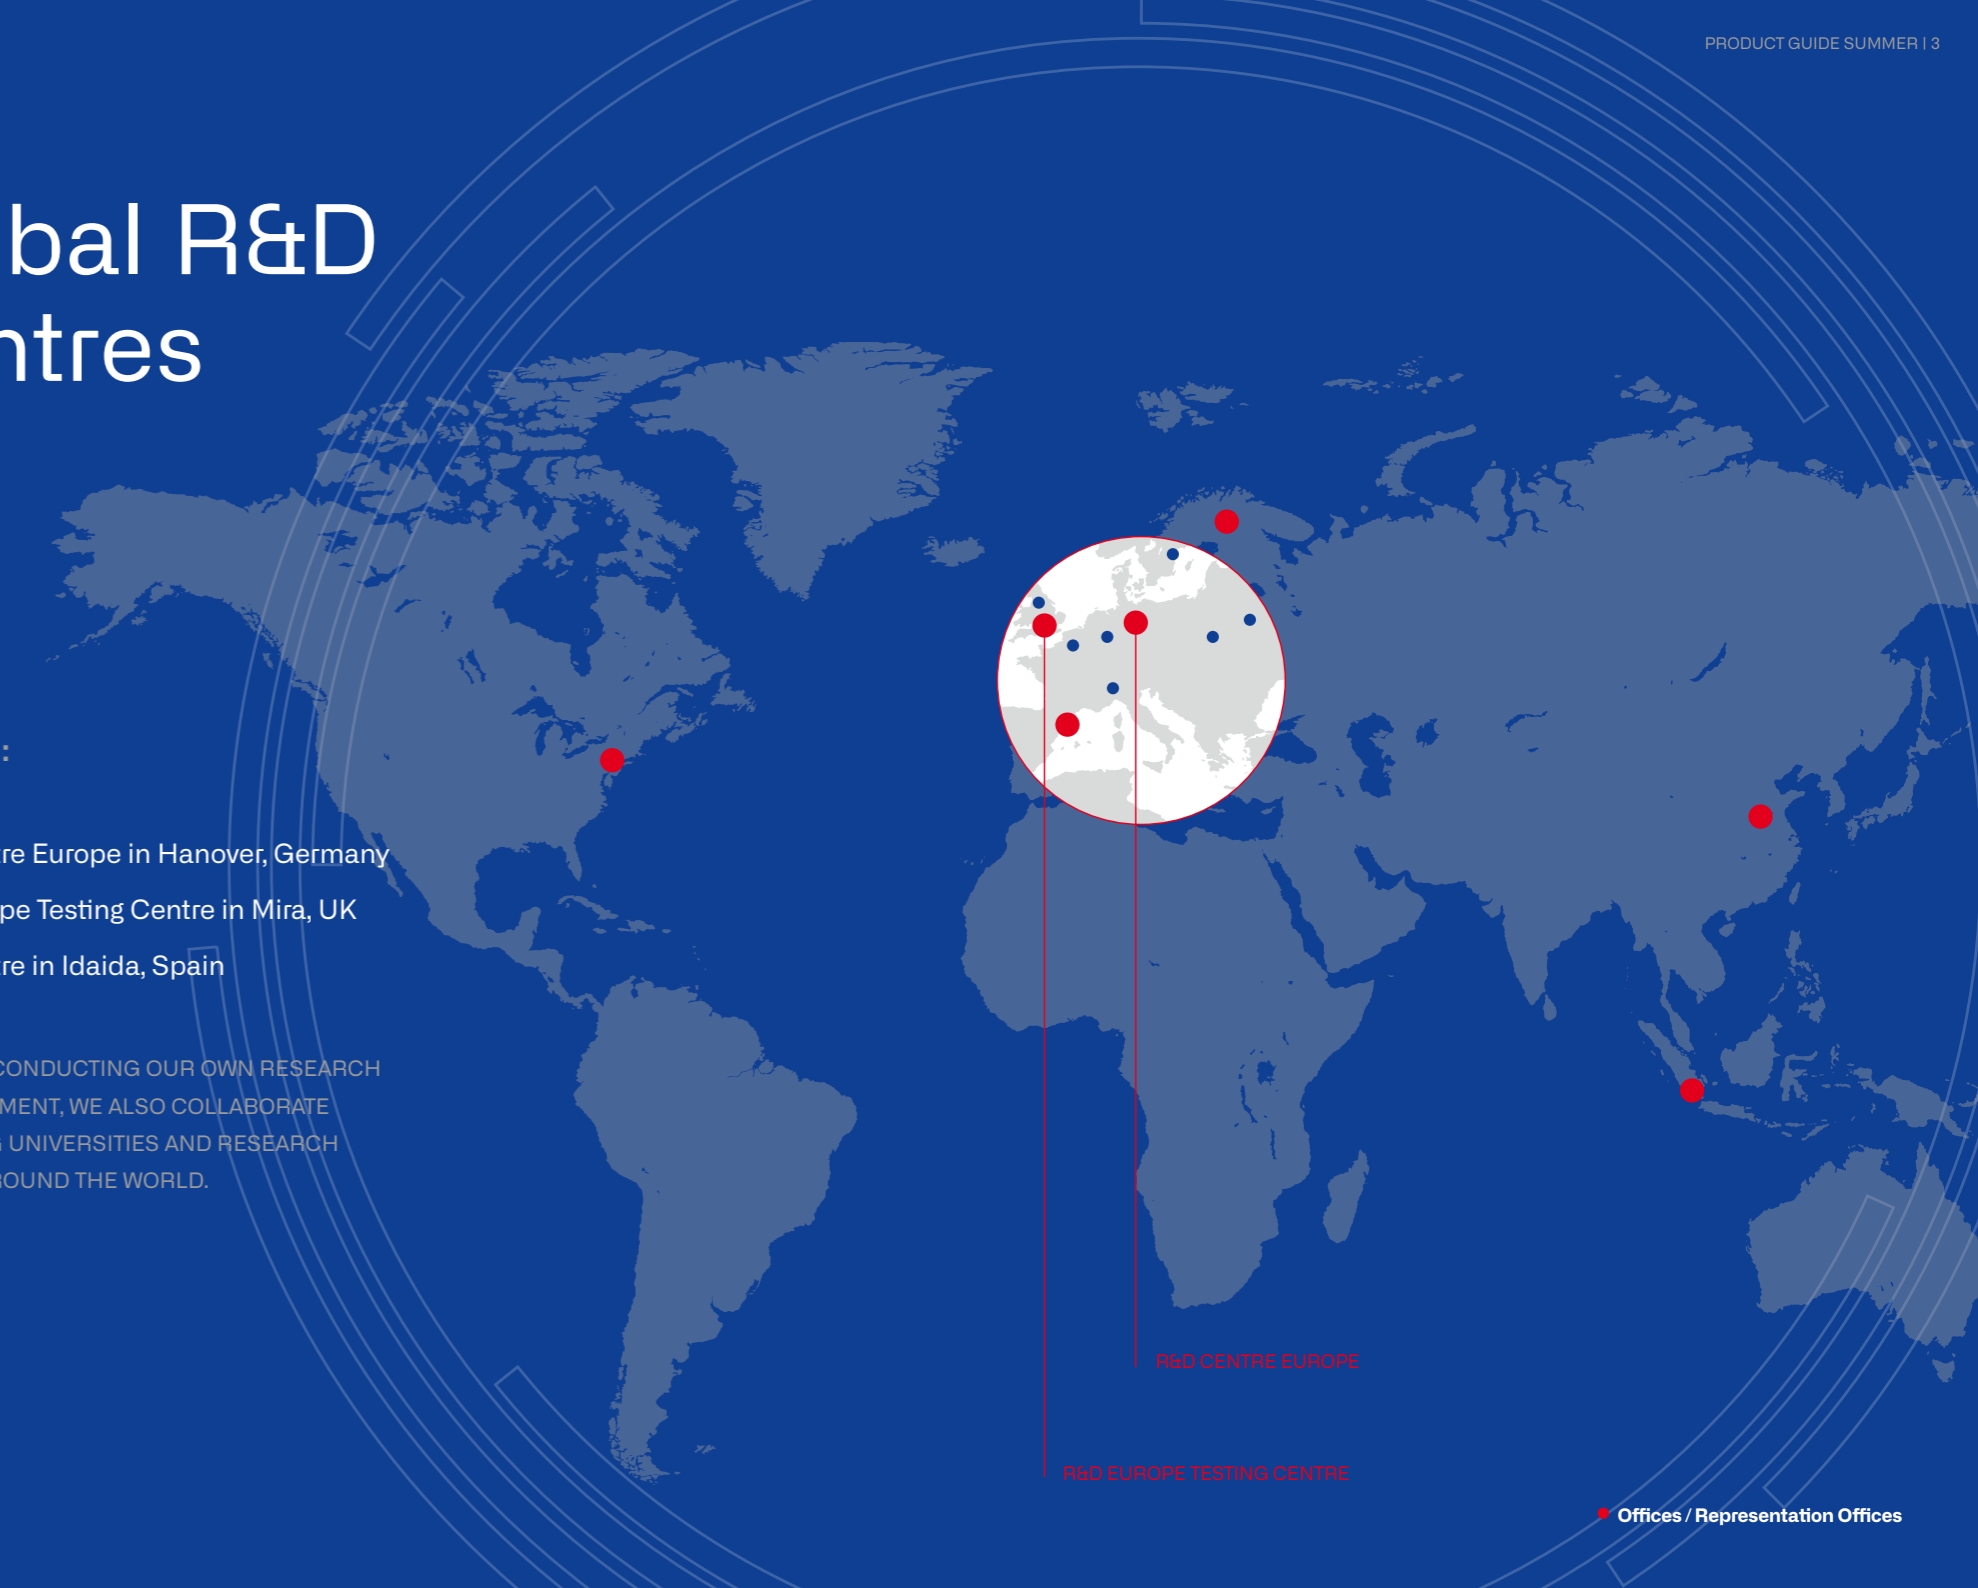 PRODUCT GUIDE SUMMER | 3
bal R&D
ntres
:
re Europe in Hanover, Germany
pe Testing Centre in Mira, UK
re in Idaida, Spain
CONDUCTING OUR OWN RESEARCH
MENT, WE ALSO COLLABORATE
UNIVERSITIES AND RESEARCH
ROUND THE WORLD.
R&D CENTRE EUROPE
R&D EUROPE TESTING CENTRE
Offices / Representation Offices